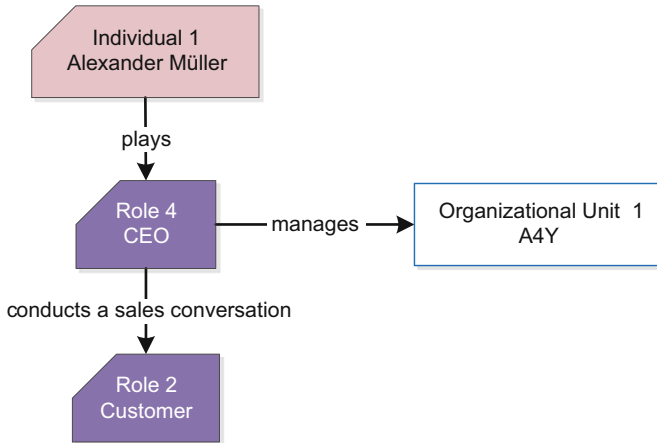 Individual 1
Alexander Müller
plays
Role 4
CEO
manages
Organizational Unit 1
A4Y
conducts a sales conversation
Role 2
Customer